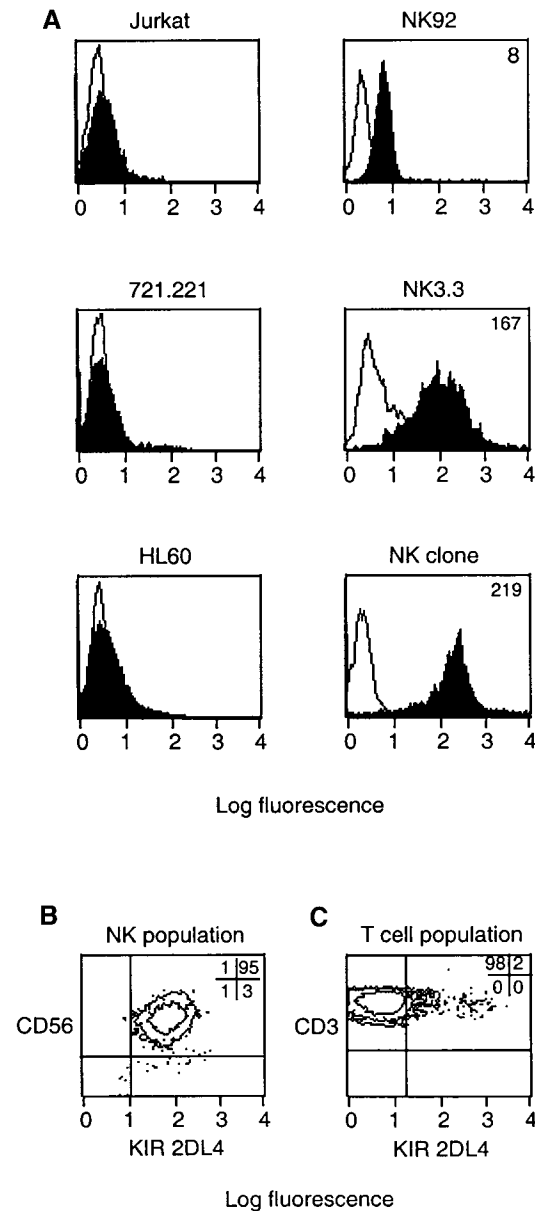 A
Jurkat
NK92
8
0 1 2 3 4
0 1 2 3 4
721.221
NK3.3
167
0 1 2 3 4
0 1 2 3 4
HL60
NK clone
219
0 1 2 3 4
0 1 2 3 4
Log fluorescence
B
C
NK population
T cell population
1 95
1 3
98 2
0 0
CD56
CD3
0 1 2 3 4
0 1 2 3 4
KIR 2DL4
KIR 2DL4
Log fluorescence